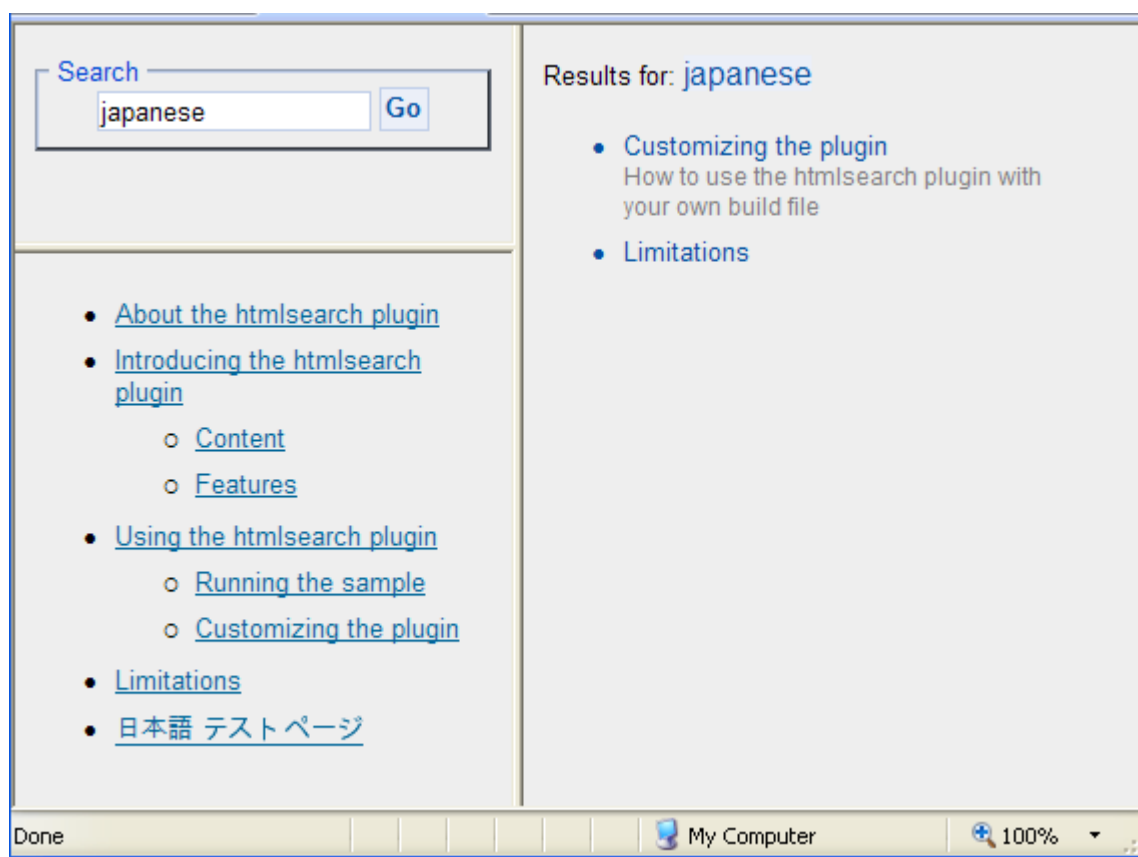 Search
japanese
Go
About the htmlsearch plugin
Introducing the htmlsearch
plugin
Content
Features
Using the htmlsearch plugin
Running the sample
Customizing the plugin
Limitations
日本語 テストページ
Results for: japanese
Customizing the plugin
How to use the htmlsearch plugin with
your own build file
Limitations
Done
My Computer
100%